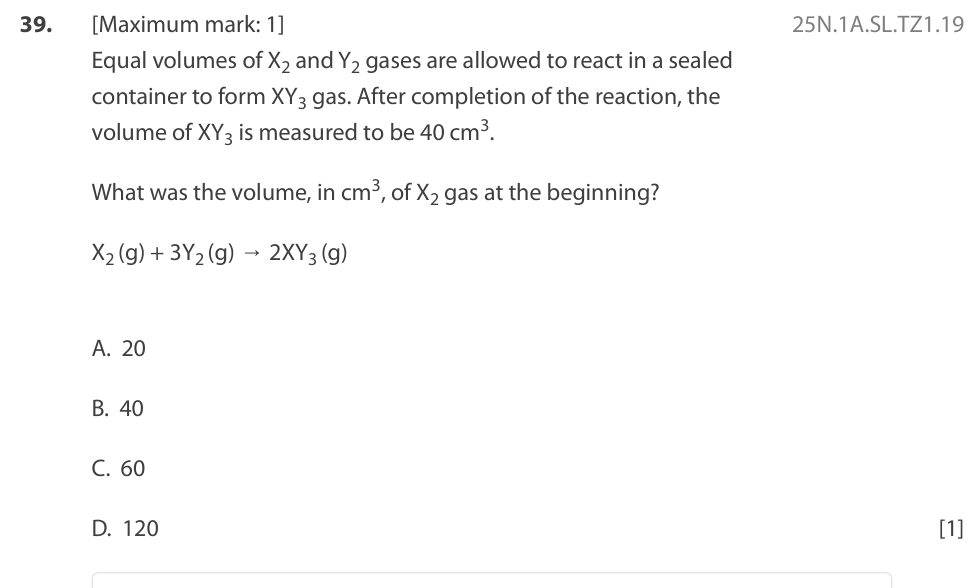 39. [Maximum mark: 1] 25N.1A.SL.TZ1.19
Equal volumes of X₂ and Y₂ gases are allowed to react in a sealed
container to form XY₃ gas. After completion of the reaction, the
volume of XY₃ is measured to be 40 cm³.
What was the volume, in cm³, of X₂ gas at the beginning?
X₂ (g) + 3Y₂ (g) → 2XY₃ (g)
A. 20
B. 40
C. 60
D. 120 [1]